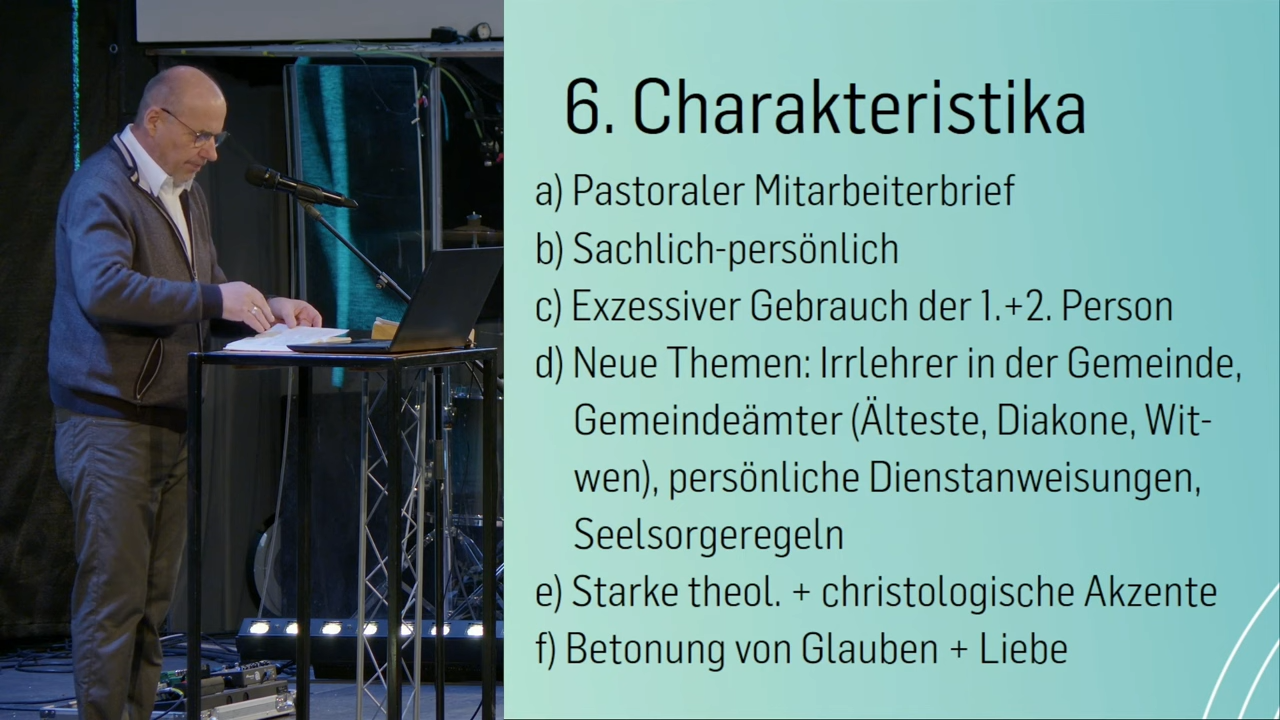 6. Charakteristika
a) Pastoraler Mitarbeiterbrief
b) Sachlich-persönlich
c) Exzessiver Gebrauch der 1.+2. Person
d) Neue Themen: Irrlehrer in der Gemeinde,
Gemeindeämter (Älteste, Diakone, Wit-
wen), persönliche Dienstanweisungen,
Seelsorgeregeln
e) Starke theol. + christologische Akzente
f) Betonung von Glauben + Liebe